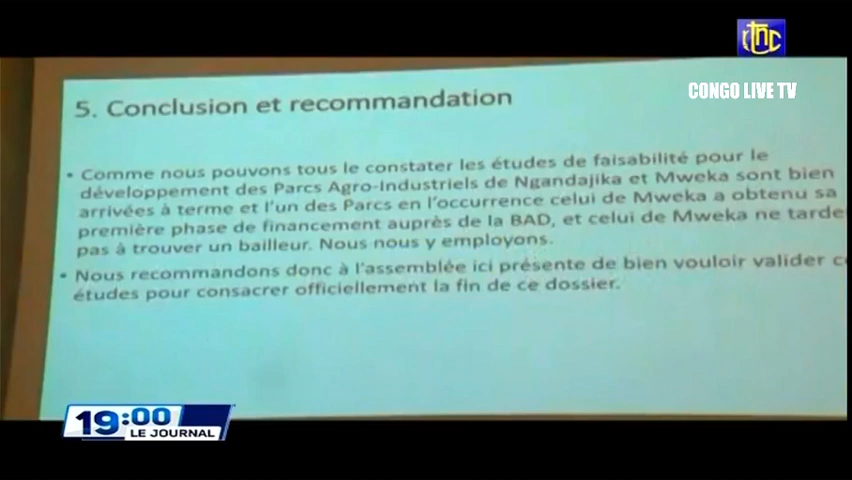 rtnc
CONGO LIVE TV
5. Conclusion et recommandation
• Comme nous pouvons tous le constater les études de faisabilité pour le
développement des Parcs Agro-Industriels de Ngandajika et Mweka sont bien
arrivées à terme et l'un des Parcs en l'occurrence celui de Mweka a obtenu sa
première phase de financement auprès de la BAD, et celui de Mweka ne tarde
pas à trouver un bailleur. Nous nous y employons.
• Nous recommandons donc à l'assemblée ici présente de bien vouloir valider
études pour consacrer officiellement la fin de ce dossier.
19:00
LE JOURNAL